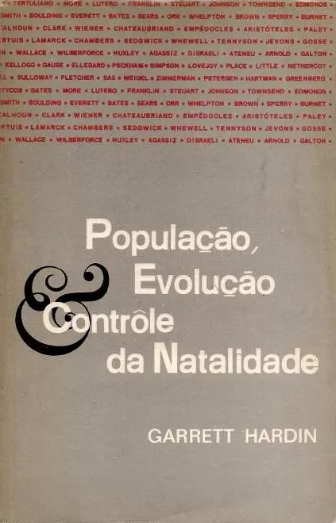 TERTULIANO • MORE • LUTERO • FRANKLIN • STEUART • JOHNSON • TOWNSEND • EDMONDS
SMITH • BOULDING • EVERETT • BATES • SEARS • ORR • WHELPTON • BROWN • SPERRY • BURNET
CALHOUN • CLARK • WIENER • CHATEAUBRIAND • EMPÉDOCLES • ARISTÓTELES • PALEY
LAMARCK • CHAMBERS • SEDGWICK • WHEWELL • TENNYSON • JEVONS • GOSSE
WALLACE • WILBERFORCE • HUXLEY • AGASSIZ • DISRAELI • ATENEU • ARNOLD • GALTON
KELLOGG • GAUSE • ELLEGARD • PECKHAM • SIMPSON • LOVEJOY • PLACE • LITTLE • NETHERCOT
SULLOWAY • FLETCHER • SAX • WEIGEL • ZIMMERMAN • PETERSEN • HARTMAN • GREENBERG
BATES • MORE • LUTERO • FRANKLIN • STEUART • JOHNSON • TOWNSEND • EDMONDS
SMITH • BOULDING • EVERETT • BATES • SEARS • ORR • WHELPTON • BROWN • SPERRY • BURNET
CALHOUN • CLARK • WIENER • CHATEAUBRIAND • EMPÉDOCLES • ARISTÓTELES • PALEY
LAMARCK • CHAMBERS • SEDGWICK • WHEWELL • TENNYSON • JEVONS • GOSSE
WALLACE • WILBERFORCE • HUXLEY • AGASSIZ • DISRAELI • ATENEU • ARNOLD • GALTON •
População,
Evolução
& Contrôle
da Natalidade
GARRETT HARDIN